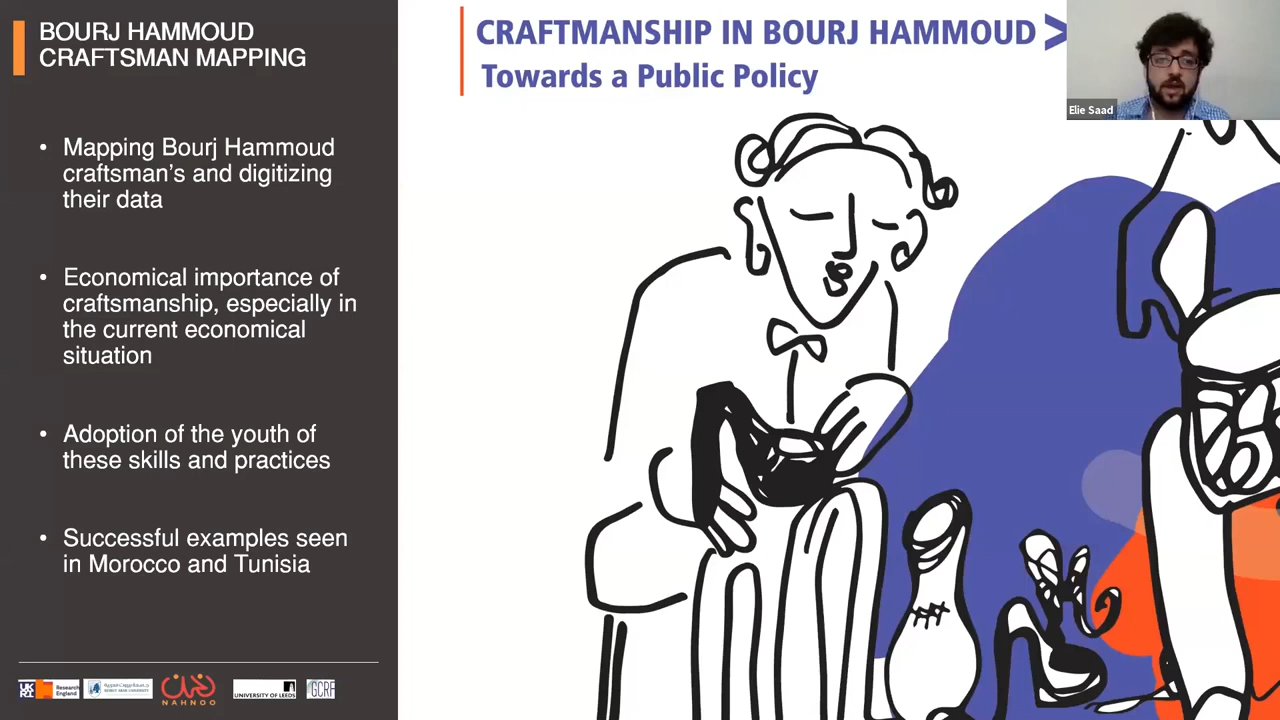 BOURJ HAMMOUD
CRAFTSMAN MAPPING
• Mapping Bourj Hammoud
craftsman's and digitizing
their data
• Economical importance of
craftsmanship, especially in
the current economical
situation
• Adoption of the youth of
these skills and practices
• Successful examples seen
in Morocco and Tunisia
Research
England
نحن
NAHNOO
UNIVERSITY OF LEEDS
GCRF
CRAFTMANSHIP IN BOURJ HAMMOUD
Towards a Public Policy
Elie Saad